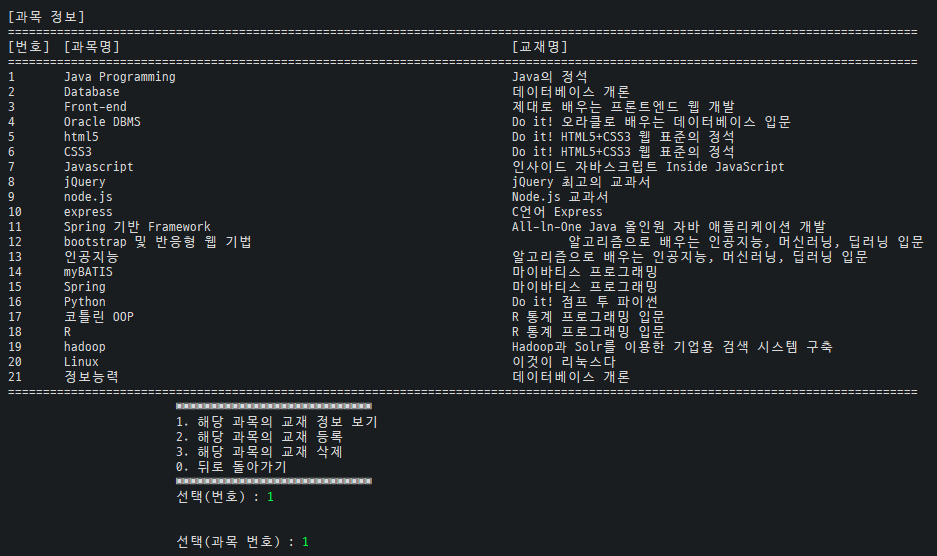 [과목 정보]
==================================================================================================================================
[번호] [과목명] [교재명]
==================================================================================================================================
1 Java Programming Java의 정석
2 Database 데이터베이스 개론
3 Front-end 제대로 배우는 프론트엔드 웹 개발
4 Oracle DBMS Do it! 오라클로 배우는 데이터베이스 입문
5 html5 Do it! HTML5+CSS3 웹 표준의 정석
6 CSS3 Do it! HTML5+CSS3 웹 표준의 정석
7 Javascript 인사이드 자바스크립트 Inside JavaScript
8 jQuery jQuery 최고의 교과서
9 node.js Node.js 교과서
10 express C언어 Express
11 Spring 기반 Framework All-ln-One Java 올인원 자바 애플리케이션 개발
12 bootstrap 및 반응형 웹 기법 알고리즘으로 배우는 인공지능, 머신러닝, 딥러닝 입문
13 인공지능 알고리즘으로 배우는 인공지능, 머신러닝, 딥러닝 입문
14 myBATIS 마이바티스 프로그래밍
15 Spring 마이바티스 프로그래밍
16 Python Do it! 점프 투 파이썬
17 코틀린 OOP R 통계 프로그래밍 입문
18 R R 통계 프로그래밍 입문
19 hadoop Hadoop과 Solr를 이용한 기업용 검색 시스템 구축
20 Linux 이것이 리눅스다
21 정보능력 데이터베이스 개론
==================================================================================================================================
1. 해당 과목의 교재 정보 보기
2. 해당 과목의 교재 등록
3. 해당 과목의 교재 삭제
0. 뒤로 돌아가기
선택(번호) : 1
선택(과목 번호) : 1